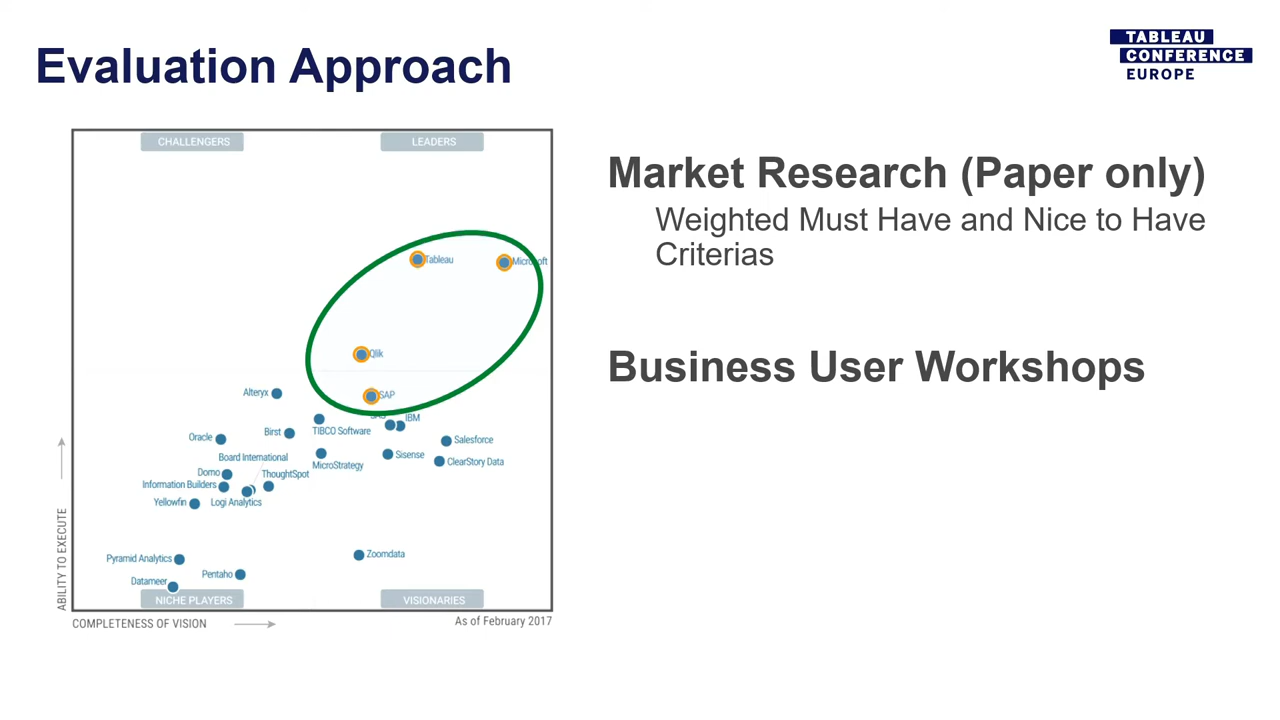 Evaluation Approach
TABLEAU
CONFERENCE
EUROPE
CHALLENGERS
LEADERS
Tableau
Microsoft
Qlik
SAP
Alteryx
IBM
TIBCO Software
Birst
Oracle
Salesforce
Board International
Sisense
MicroStrategy
ClearStory Data
Domo
ThoughtSpot
Information Builders
Yellowfin
Logi Analytics
Pyramid Analytics
Zoomdata
Pentaho
Datameer
NICHE PLAYERS
VISIONARIES
ABILITY TO EXECUTE
COMPLETENESS OF VISION
As of February 2017
Market Research (Paper only)
Weighted Must Have and Nice to Have
Criterias
Business User Workshops